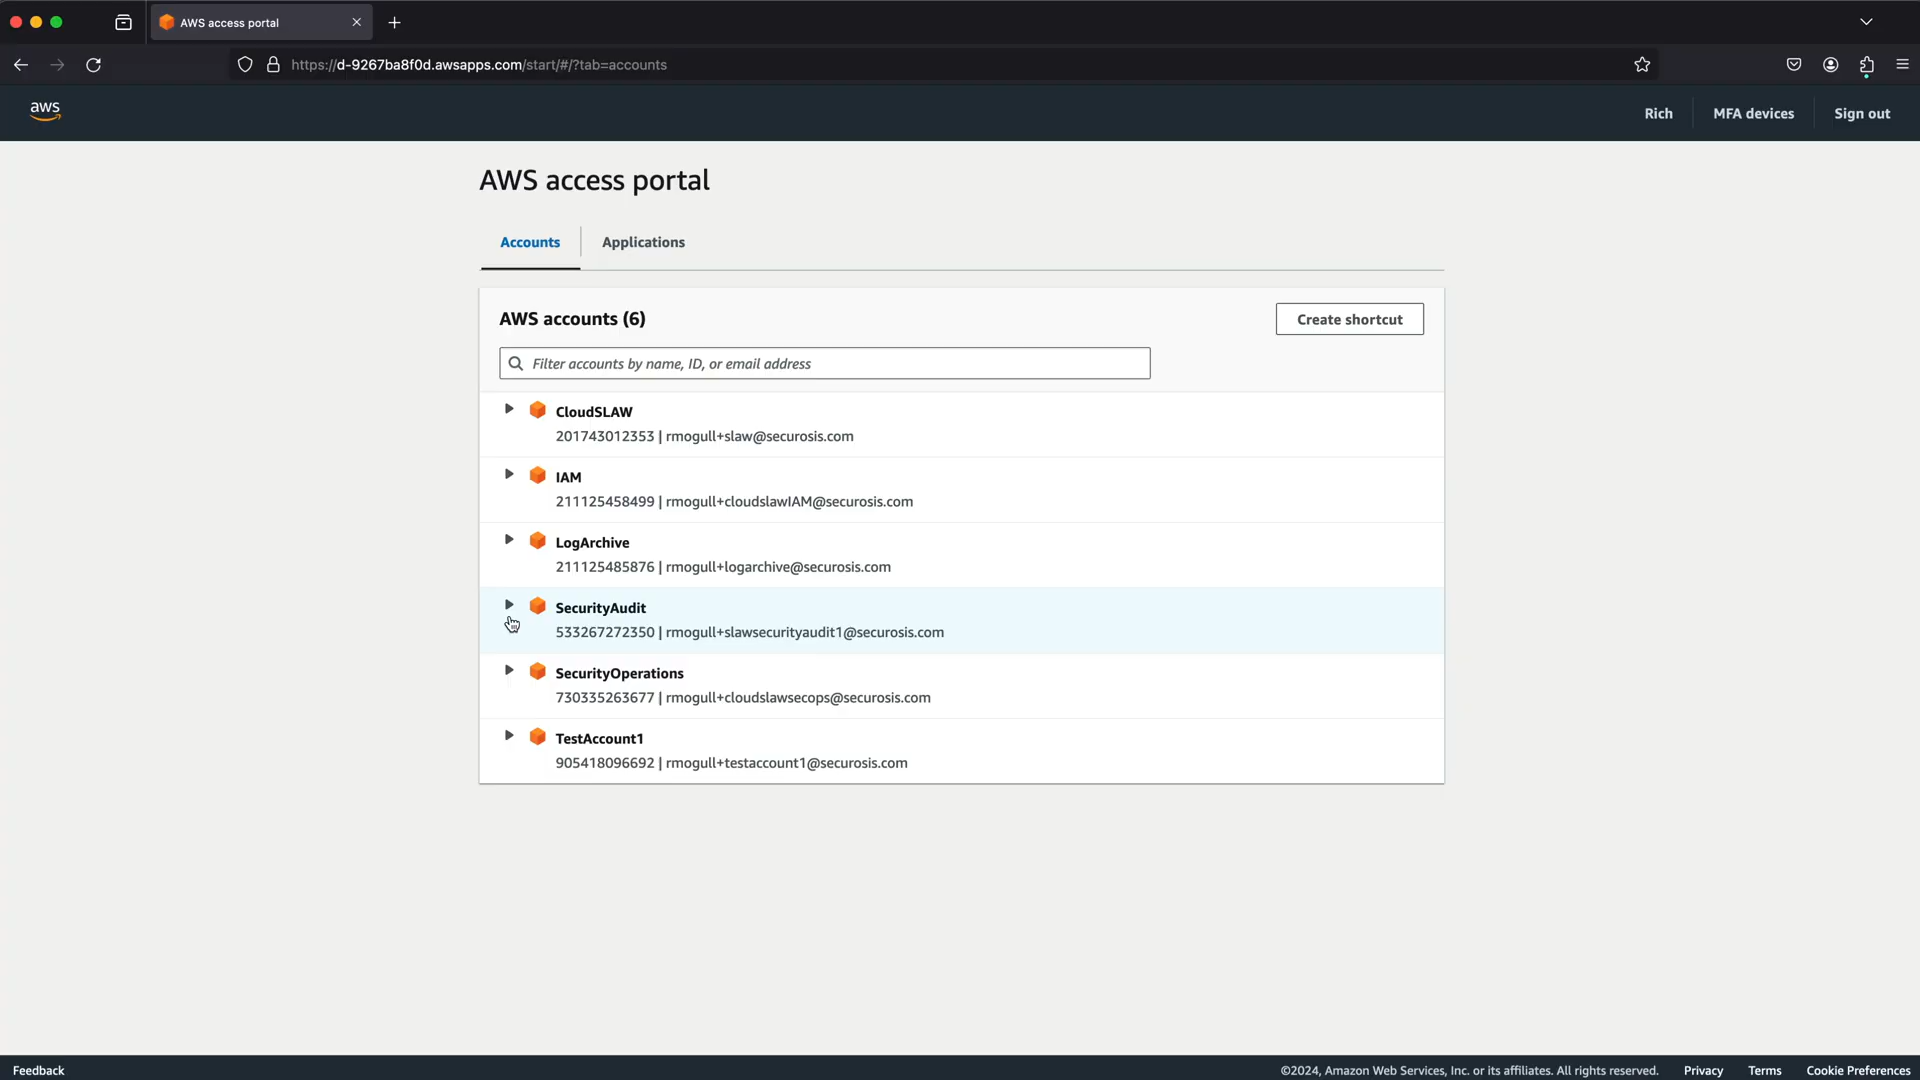 AWS access portal
https://d-9267ba8f0d.awsapps.com/start/#/?tab=accounts
aws
Rich
MFA devices
Sign out
AWS access portal
Accounts
Applications
AWS accounts (6)
Create shortcut
Filter accounts by name, ID, or email address
CloudSLAW
201743012353 | rmogull+slaw@securosis.com
IAM
211125458499 | rmogull+cloudslawIAM@securosis.com
LogArchive
211125485876 | rmogull+logarchive@securosis.com
SecurityAudit
533267272350 | rmogull+slawsecurityaudit1@securosis.com
SecurityOperations
730335263677 | rmogull+cloudslawsecops@securosis.com
TestAccount1
905418096692 | rmogull+testaccount1@securosis.com
Feedback
©2024, Amazon Web Services, Inc. or its affiliates. All rights reserved.
Privacy
Terms
Cookie Preferences